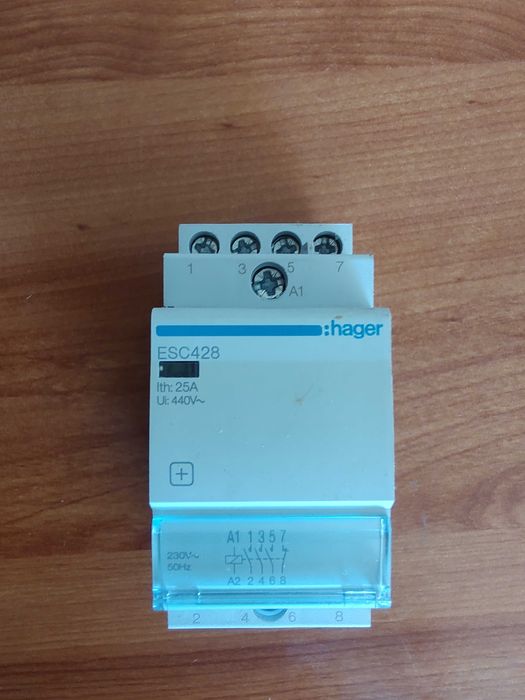 1 3 5 7
A1
:hager
ESC428
Ith: 25A
Ui: 440V~
A1 1 3 5 7
230V~
50Hz
A2 2 4 6 8
2 4 6 8